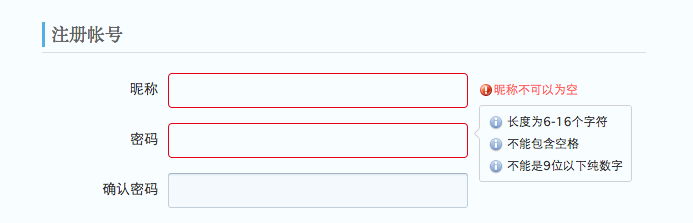 注册帐号
昵称
昵称不可以为空
密码
长度为6-16个字符
不能包含空格
不能是9位以下纯数字
确认密码